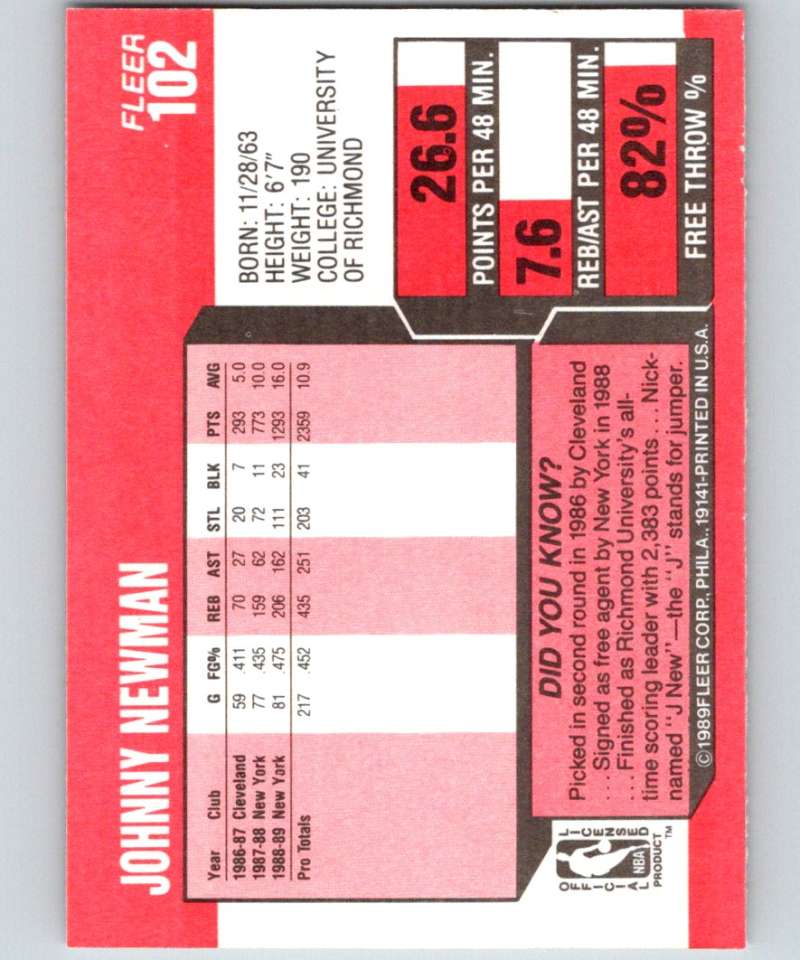 JOHNNY NEWMAN
FLEER
102
BORN: 11/28/63
HEIGHT: 6'7"
WEIGHT: 190
COLLEGE: UNIVERSITY
OF RICHMOND
Year Club G FG% REB AST STL BLK PTS AVG
1986-87 Cleveland 59 .411 70 27 20 7 293 5.0
1987-88 New York 77 .435 159 62 72 11 773 10.0
1988-89 New York 81 .475 206 162 111 23 1293 16.0
Pro Totals 217 .452 435 251 203 41 2359 10.9
26.6
POINTS PER 48 MIN.
7.6
REB/AST PER 48 MIN.
82%
FREE THROW %
DID YOU KNOW?
Picked in second round in 1986 by Cleveland
... Signed as free agent by New York in 1988
... Finished as Richmond University's all-
time scoring leader with 2,383 points ... Nick-
named "J New"—the "J" stands for jumper.
OFFICIAL
LICENSED
NBA
PRODUCT™
©1989 FLEER CORP., PHILA., 19141-PRINTED IN U.S.A.